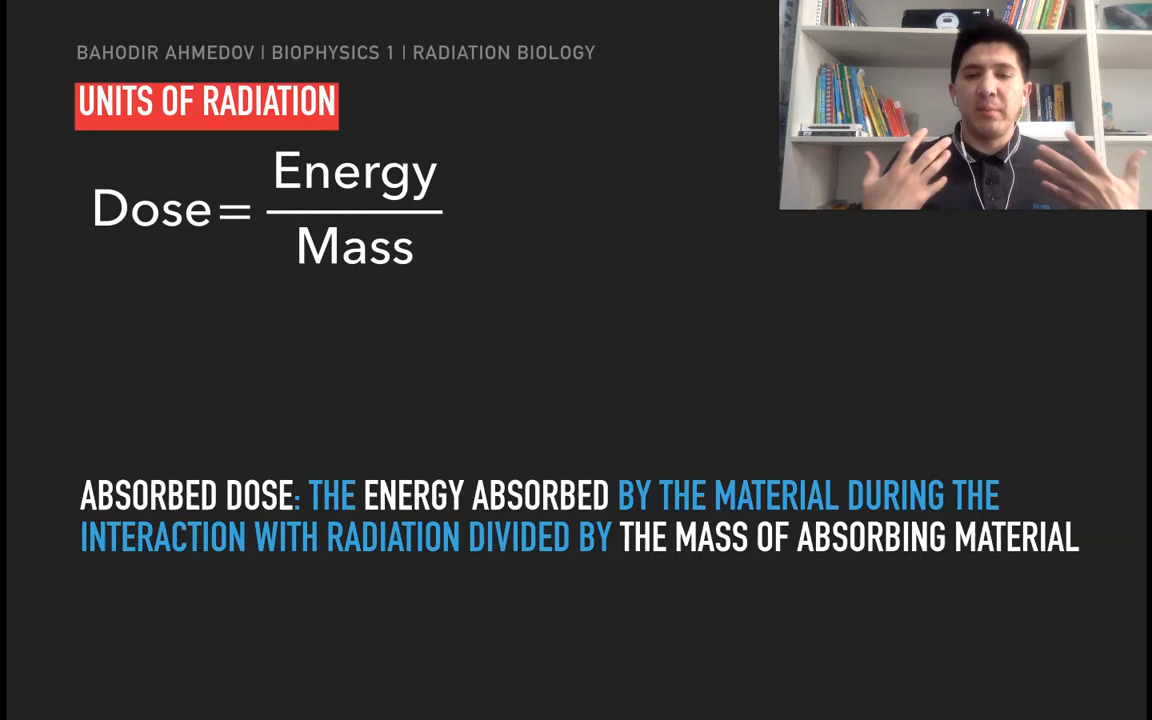 BAHODIR AHMEDOV | BIOPHYSICS 1 | RADIATION BIOLOGY
UNITS OF RADIATION
Dose = Energy
Mass
ABSORBED DOSE: THE ENERGY ABSORBED BY THE MATERIAL DURING THE
INTERACTION WITH RADIATION DIVIDED BY THE MASS OF ABSORBING MATERIAL